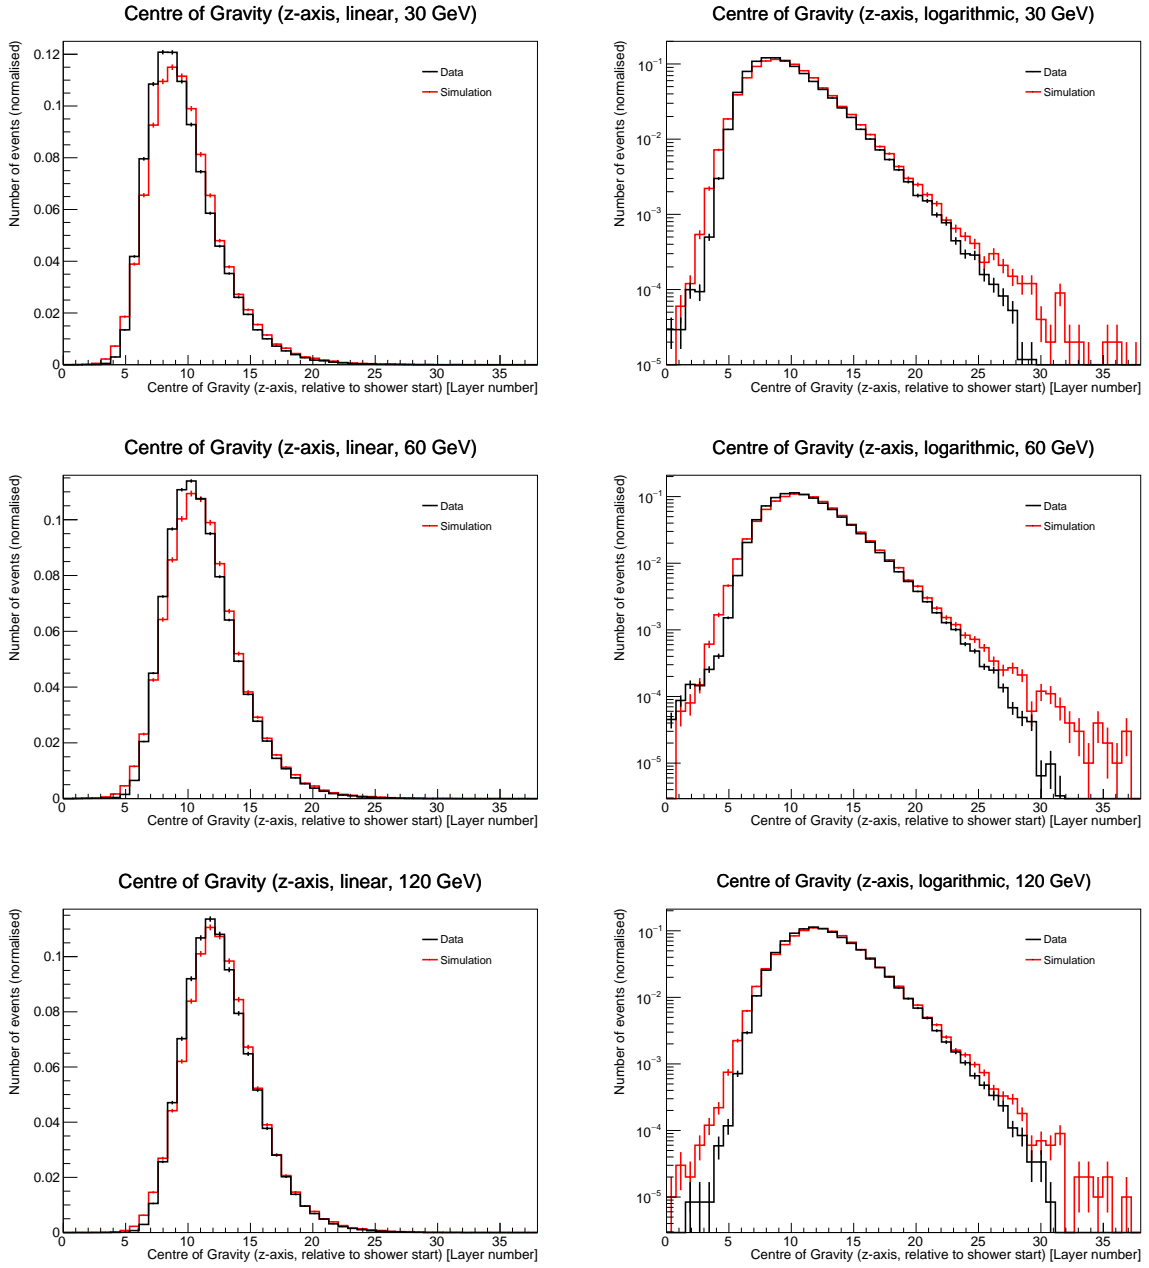 Centre of Gravity (z-axis, linear, 30 GeV)
Number of events (normalised)
0.12
0.1
0.08
0.06
0.04
0.02
0
Data
Simulation
0 5 10 15 20 25 30 35
Centre of Gravity (z-axis, relative to shower start) [Layer number]
Centre of Gravity (z-axis, logarithmic, 30 GeV)
Number of events (normalised)
10⁻¹
10⁻²
10⁻³
10⁻⁴
10⁻⁵
Data
Simulation
0 5 10 15 20 25 30 35
Centre of Gravity (z-axis, relative to shower start) [Layer number]
Centre of Gravity (z-axis, linear, 60 GeV)
Number of events (normalised)
0.1
0.08
0.06
0.04
0.02
0
Data
Simulation
0 5 10 15 20 25 30 35
Centre of Gravity (z-axis, relative to shower start) [Layer number]
Centre of Gravity (z-axis, logarithmic, 60 GeV)
Number of events (normalised)
10⁻¹
10⁻²
10⁻³
10⁻⁴
10⁻⁵
Data
Simulation
0 5 10 15 20 25 30 35
Centre of Gravity (z-axis, relative to shower start) [Layer number]
Centre of Gravity (z-axis, linear, 120 GeV)
Number of events (normalised)
0.1
0.08
0.06
0.04
0.02
0
Data
Simulation
0 5 10 15 20 25 30 35
Centre of Gravity (z-axis, relative to shower start) [Layer number]
Centre of Gravity (z-axis, logarithmic, 120 GeV)
Number of events (normalised)
10⁻¹
10⁻²
10⁻³
10⁻⁴
10⁻⁵
Data
Simulation
0 5 10 15 20 25 30 35
Centre of Gravity (z-axis, relative to shower start) [Layer number]